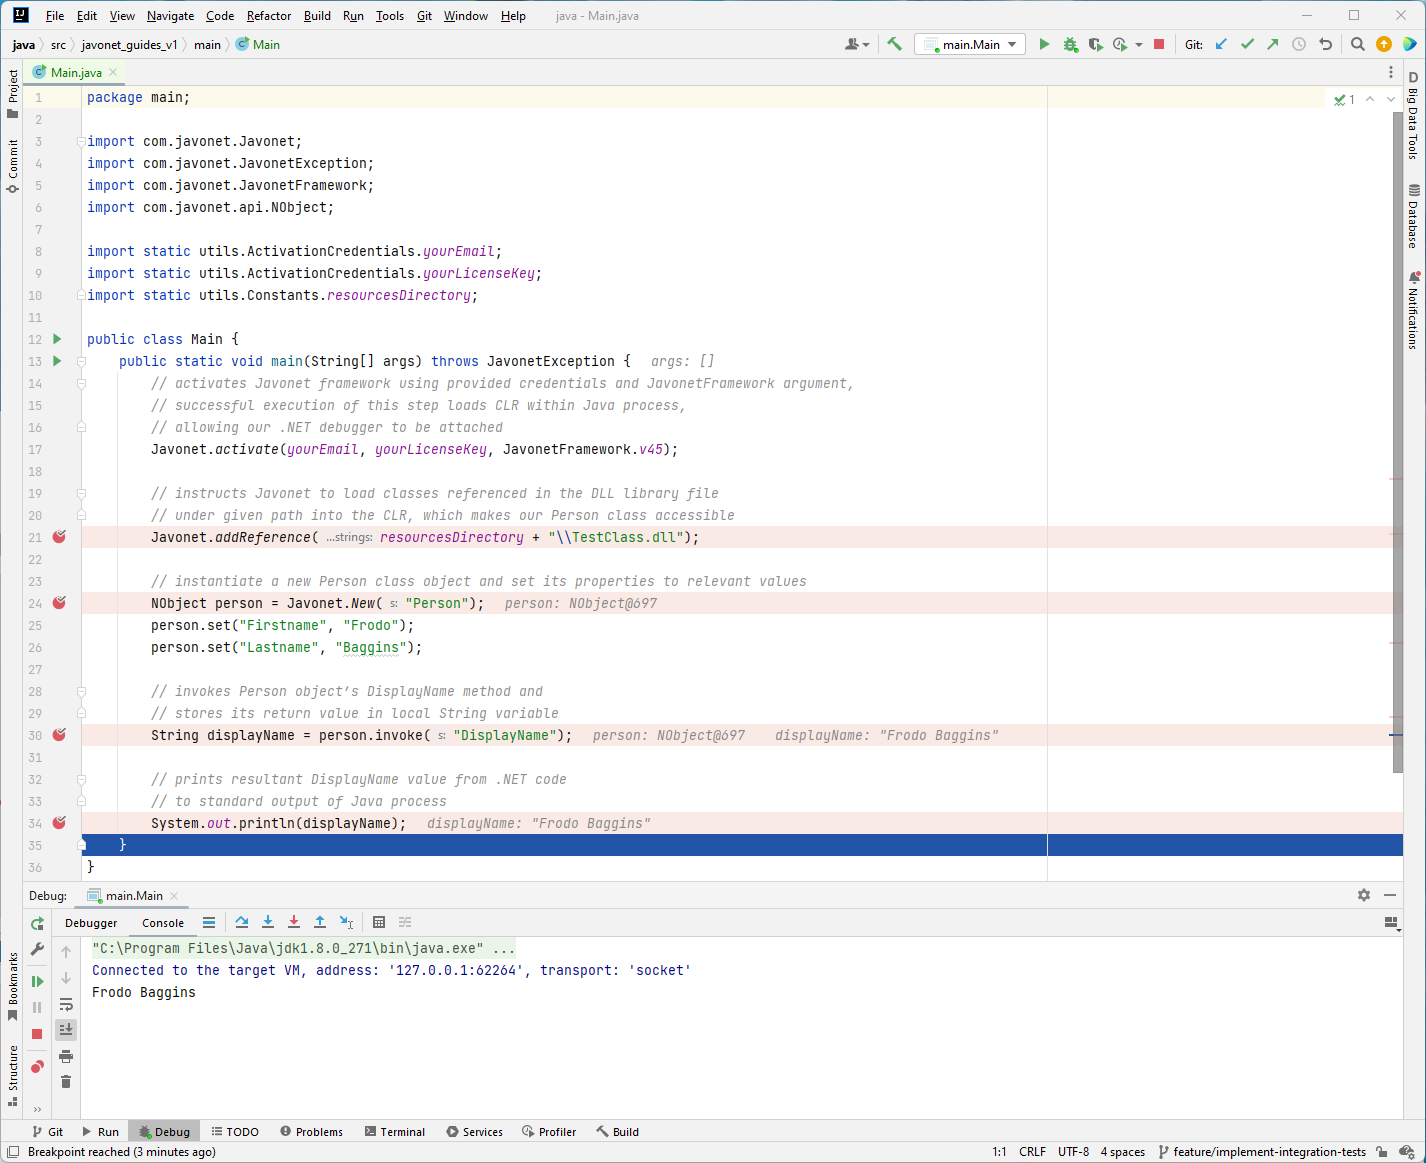 File Edit View Navigate Code Refactor Build Run Tools Git Window Help java - Main.java
java src javonet_guides_v1 main Main main.Main Git:
Project
Commit
Bookmarks
Structure
Main.java
1 package main; 1
2
3 import com.javonet.Javonet;
4 import com.javonet.JavonetException;
5 import com.javonet.JavonetFramework;
6 import com.javonet.api.NObject;
7
8 import static utils.ActivationCredentials.yourEmail;
9 import static utils.ActivationCredentials.yourLicenseKey;
10 import static utils.Constants.resourcesDirectory;
11
12 public class Main {
13 public static void main(String[] args) throws JavonetException { args: []
14 // activates Javonet framework using provided credentials and JavonetFramework argument,
15 // successful execution of this step loads CLR within Java process,
16 // allowing our .NET debugger to be attached
17 Javonet.activate(yourEmail, yourLicenseKey, JavonetFramework.v45);
18
19 // instructs Javonet to load classes referenced in the DLL library file
20 // under given path into the CLR, which makes our Person class accessible
21 Javonet.addReference( ...strings: resourcesDirectory + "\\TestClass.dll");
22
23 // instantiate a new Person class object and set its properties to relevant values
24 NObject person = Javonet.New( s: "Person"); person: NObject@697
25 person.set("Firstname", "Frodo");
26 person.set("Lastname", "Baggins");
27
28 // invokes Person object's DisplayName method and
29 // stores its return value in local String variable
30 String displayName = person.invoke( s: "DisplayName"); person: NObject@697 displayName: "Frodo Baggins"
31
32 // prints resultant DisplayName value from .NET code
33 // to standard output of Java process
34 System.out.println(displayName); displayName: "Frodo Baggins"
35 }
36 }
D Big Data Tools
Database
Notifications
Debug: main.Main
Debugger Console
"C:\Program Files\Java\jdk1.8.0_271\bin\java.exe" ...
Connected to the target VM, address: '127.0.0.1:62264', transport: 'socket'
Frodo Baggins
Git Run Debug TODO Problems Terminal Services Profiler Build
Breakpoint reached (3 minutes ago) 1:1 CRLF UTF-8 4 spaces feature/implement-integration-tests